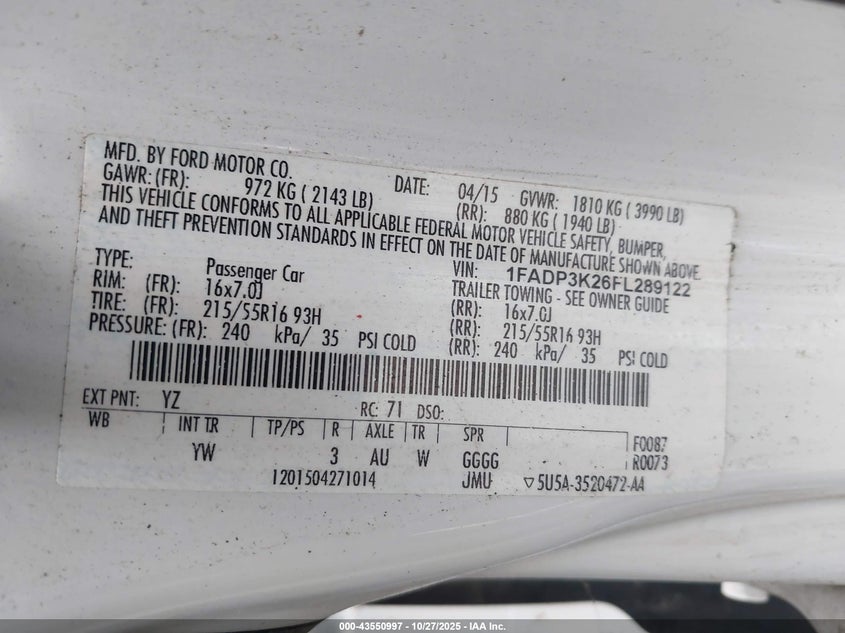 MFD. BY FORD MOTOR CO.
DATE: 04/15 GVWR: 1810 KG ( 3990 LB)
GAWR: (FR): 972 KG ( 2143 LB) (RR): 880 KG ( 1940 LB)
THIS VEHICLE CONFORMS TO ALL APPLICABLE FEDERAL MOTOR VEHICLE SAFETY, BUMPER,
AND THEFT PREVENTION STANDARDS IN EFFECT ON THE DATE OF MANUFACTURE SHOWN ABOVE.
VIN: 1FADP3K26FL289122
TYPE: Passenger Car TRAILER TOWING - SEE OWNER GUIDE
RIM: (FR): 16x7.0J (RR): 16x7.0J
TIRE: (FR): 215/55R16 93H (RR): 215/55R16 93H
PRESSURE: (FR): 240 kPa/ 35 PSI COLD (RR): 240 kPa/ 35 PSI COLD
EXT PNT: YZ RC: 71 DSO:
WB INT TR TP/PS R AXLE TR SPR F0087
YW 3 AU W GGGG R0073
1201504271014 JMU ▽ 5U5A-3520472-AA
000-43550997 • 10/27/2025 - IAA Inc.